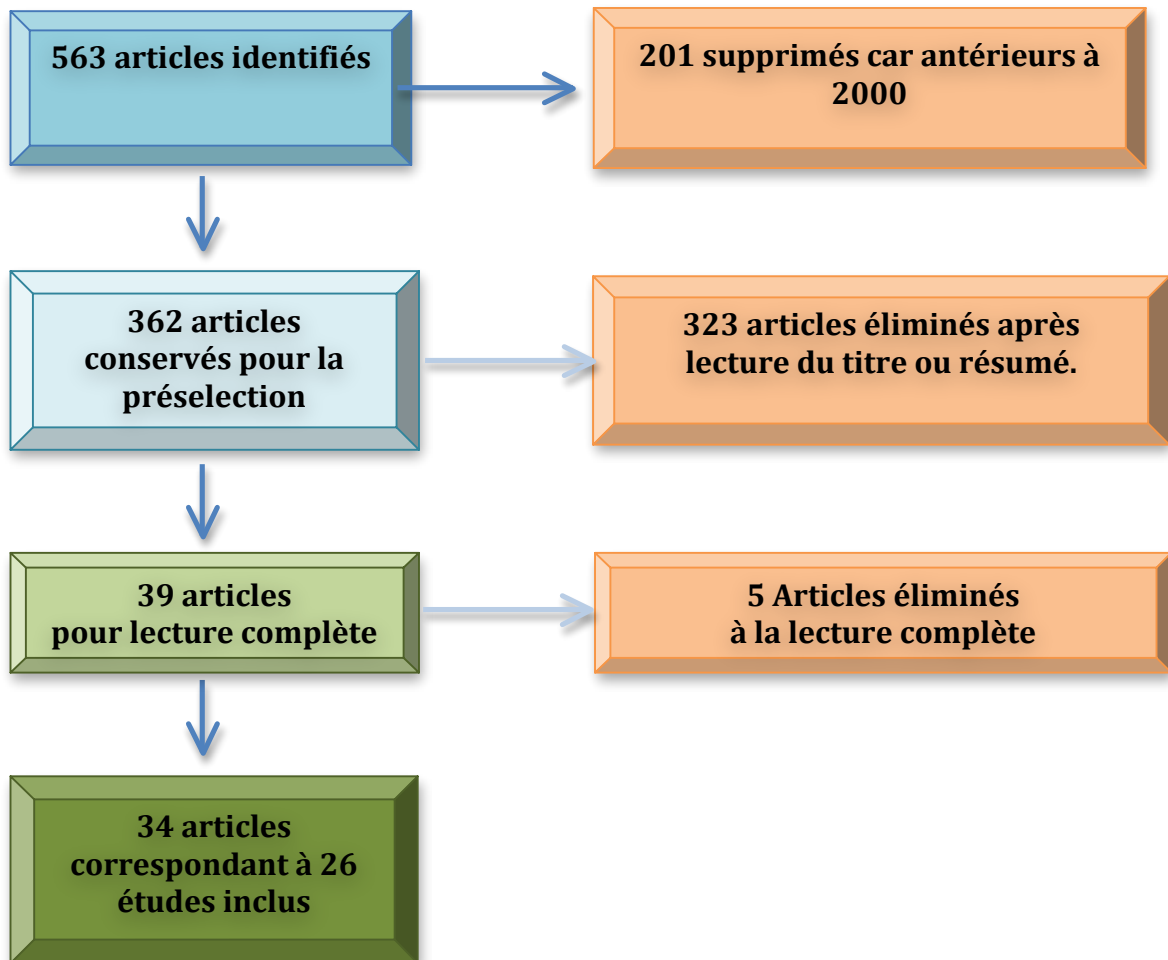 563 articles identifiés
201 supprimés car antérieurs à
2000
362 articles
conservés pour la
préselection
323 articles éliminés après
lecture du titre ou résumé.
39 articles
pour lecture complète
5 Articles éliminés
à la lecture complète
34 articles
correspondant à 26
études inclus